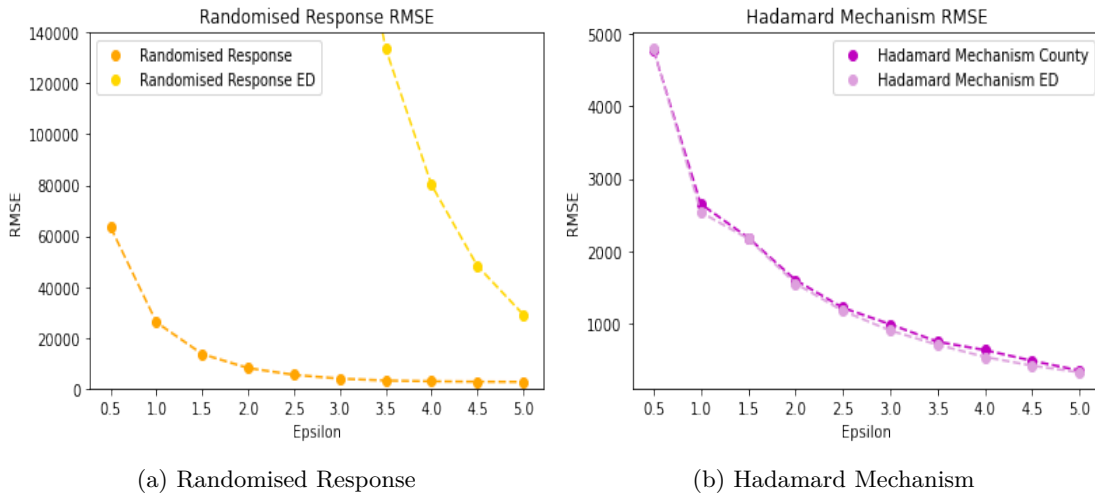 Randomised Response RMSE
140000
120000
100000
80000
60000
40000
20000
0
RMSE
Randomised Response
Randomised Response ED
0.5 1.0 1.5 2.0 2.5 3.0 3.5 4.0 4.5 5.0
Epsilon
(a) Randomised Response
Hadamard Mechanism RMSE
5000
4000
3000
2000
1000
RMSE
Hadamard Mechanism County
Hadamard Mechanism ED
0.5 1.0 1.5 2.0 2.5 3.0 3.5 4.0 4.5 5.0
Epsilon
(b) Hadamard Mechanism